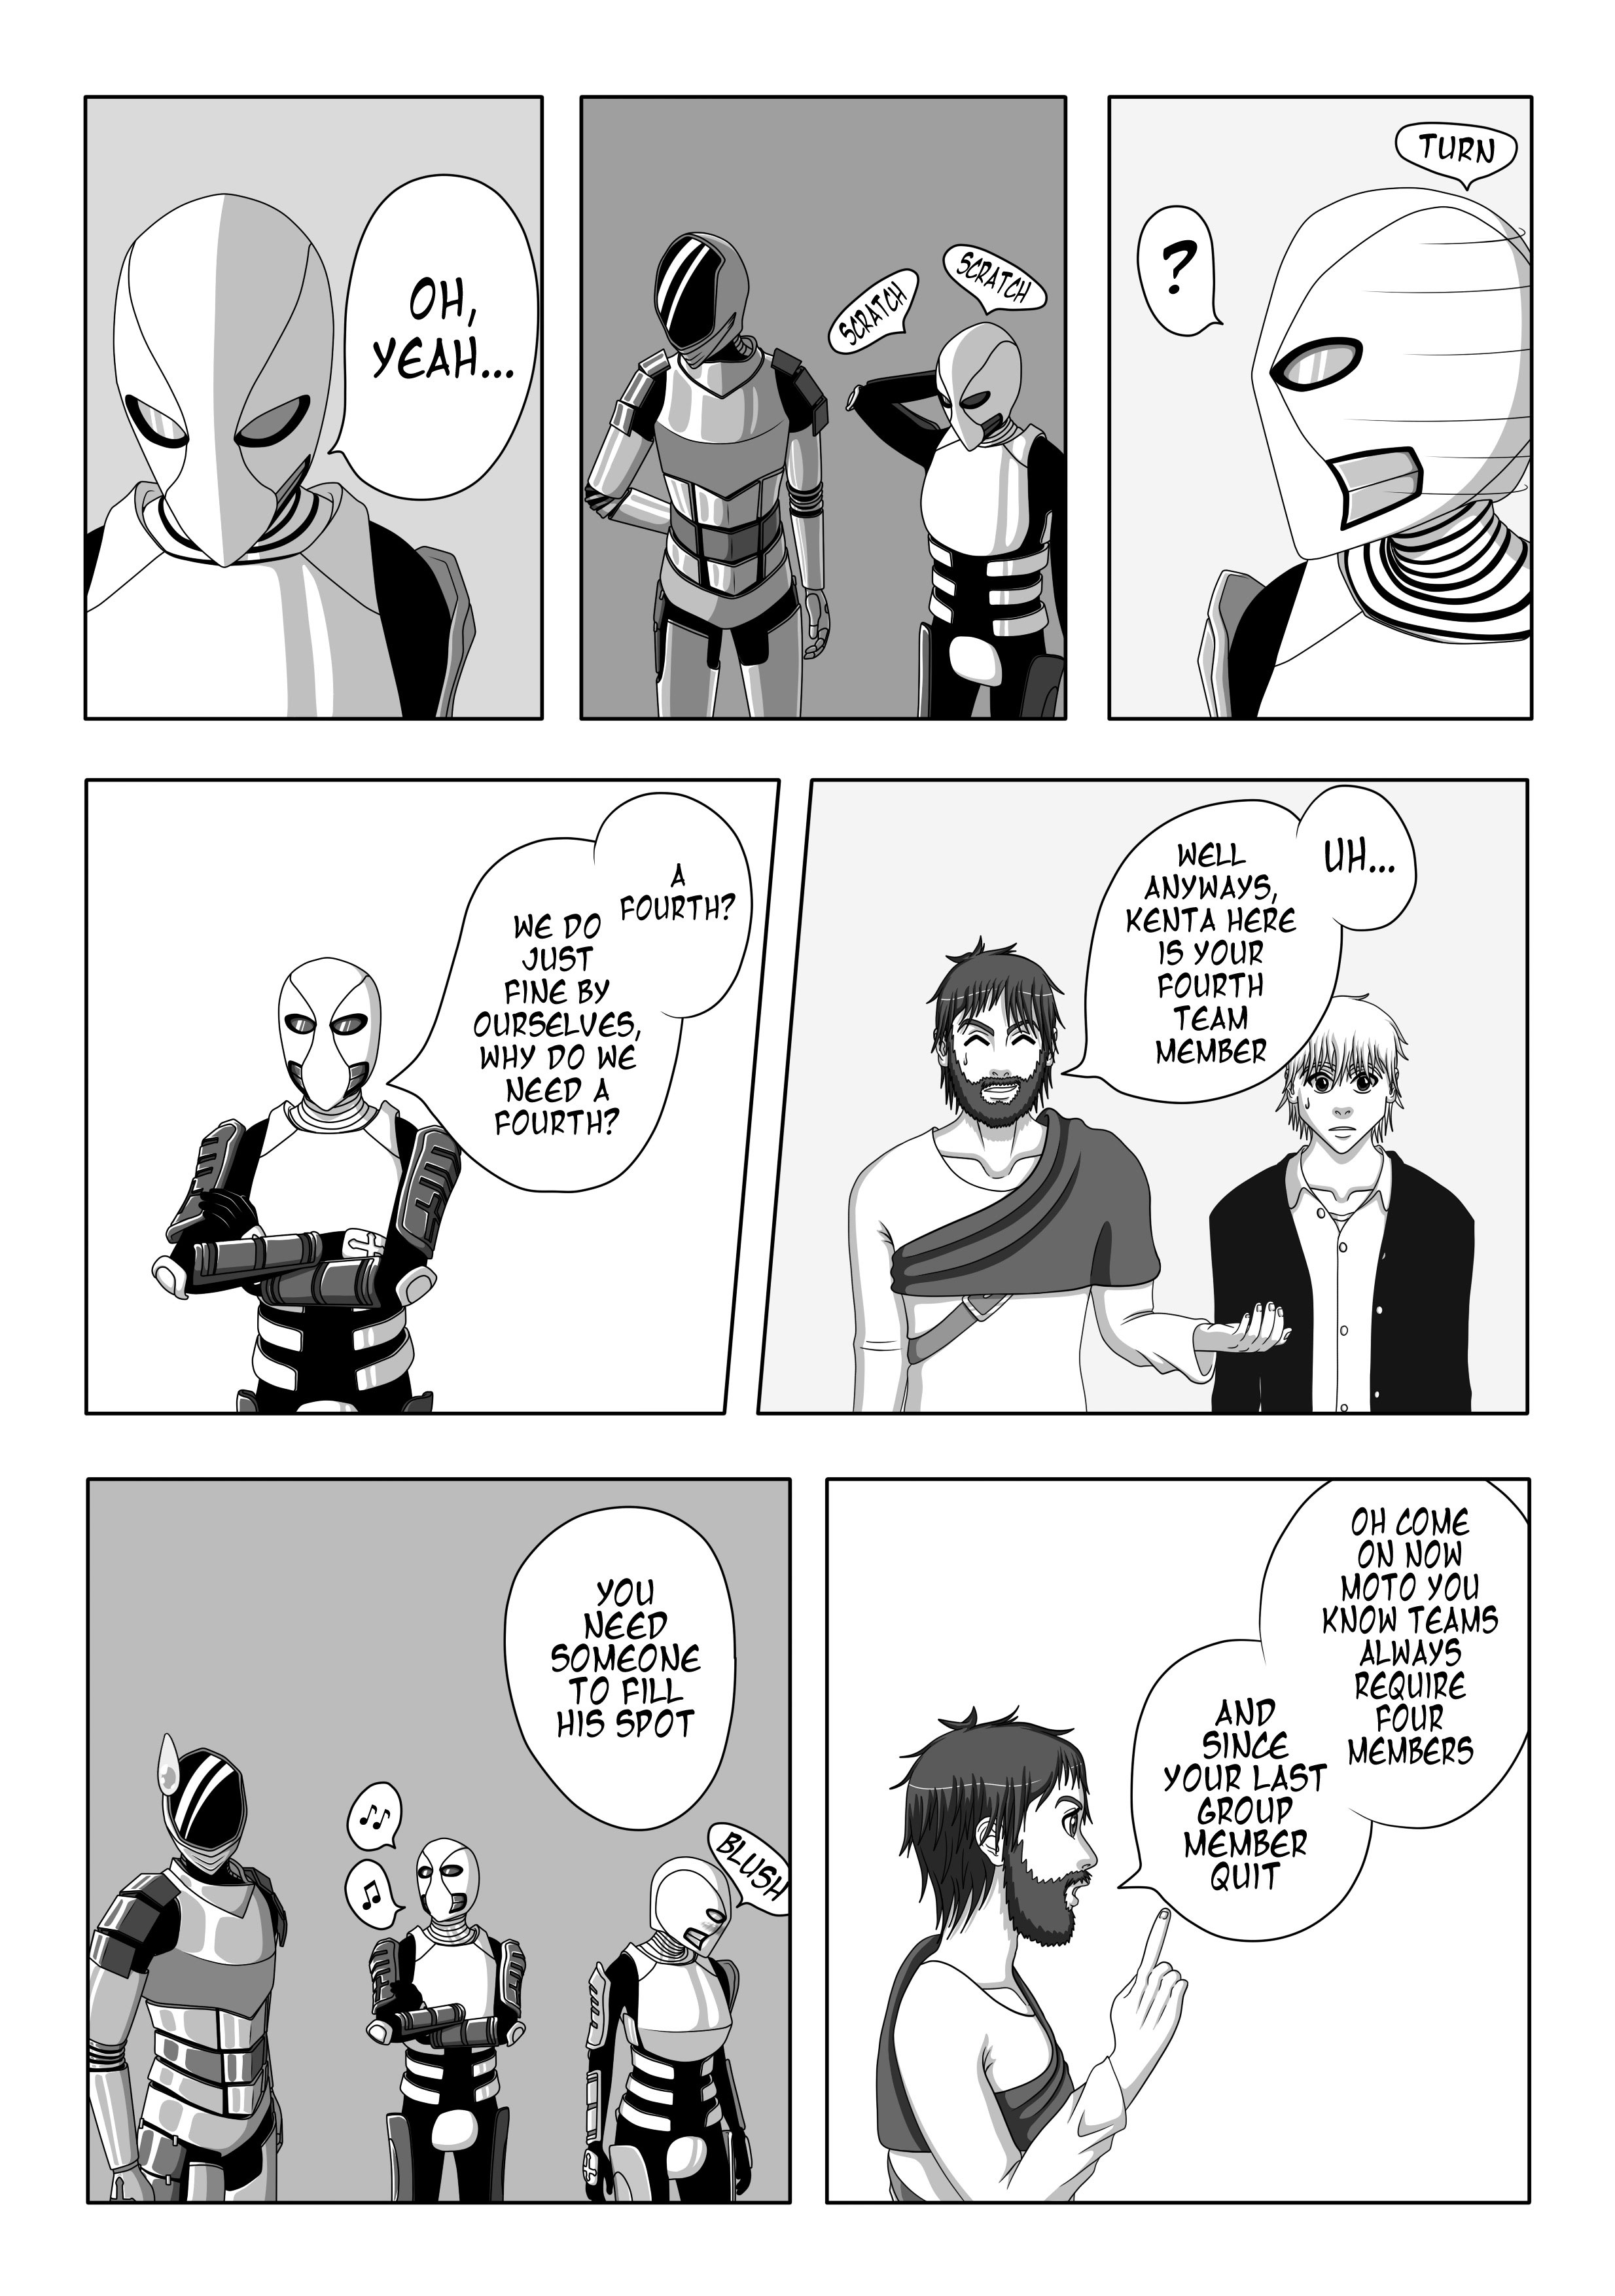 TURN
?
SCRATCH
SCRATCH
OH,
YEAH...
UH...
WELL
ANYWAYS,
KENTA HERE
IS YOUR
FOURTH
TEAM
MEMBER
A
FOURTH?
WE DO
JUST
FINE BY
OURSELVES,
WHY DO WE
NEED A
FOURTH?
OH COME
ON NOW
MOTO YOU
KNOW TEAMS
ALWAYS
REQUIRE
FOUR
MEMBERS
AND
SINCE
YOUR LAST
GROUP
MEMBER
QUIT
YOU
NEED
SOMEONE
TO FILL
HIS SPOT
BLUSH